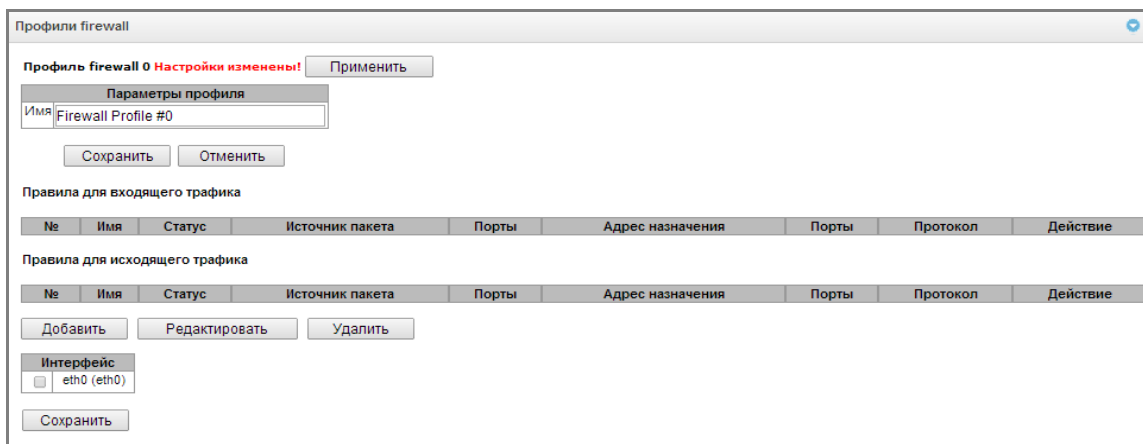 Профили firewall
Профиль firewall 0 Настройки изменены! Применить
Параметры профиля
Имя Firewall Profile #0
Сохранить Отменить
Правила для входящего трафика
№ Имя Статус Источник пакета Порты Адрес назначения Порты Протокол Действие
Правила для исходящего трафика
№ Имя Статус Источник пакета Порты Адрес назначения Порты Протокол Действие
Добавить Редактировать Удалить
Интерфейс
eth0 (eth0)
Сохранить